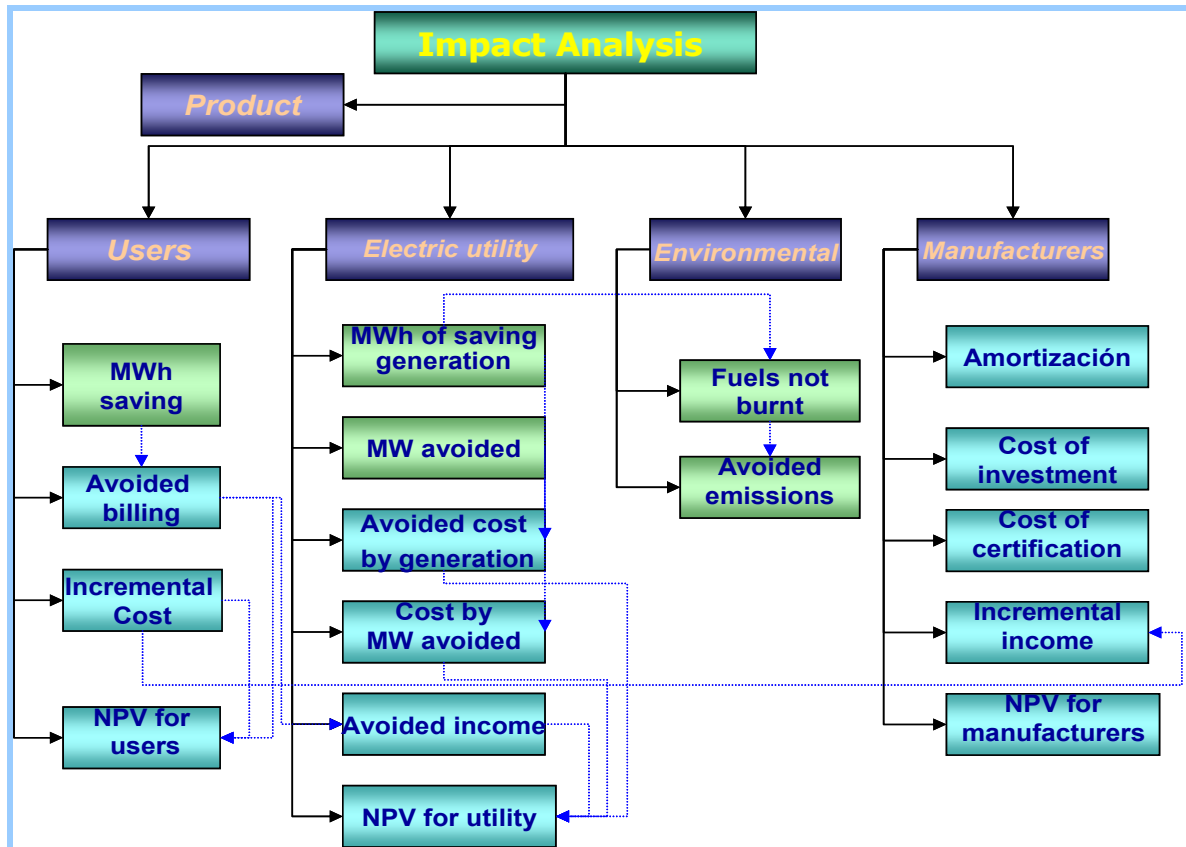 Impact Analysis
Product
Users
Electric utility
Environmental
Manufacturers
MWh
saving
Avoided
billing
Incremental
Cost
NPV for
users
MWh of saving
generation
MW avoided
Avoided cost
by generation
Cost by
MW avoided
Avoided income
NPV for utility
Fuels not
burnt
Avoided
emissions
Amortización
Cost of
investment
Cost of
certification
Incremental
income
NPV for
manufacturers